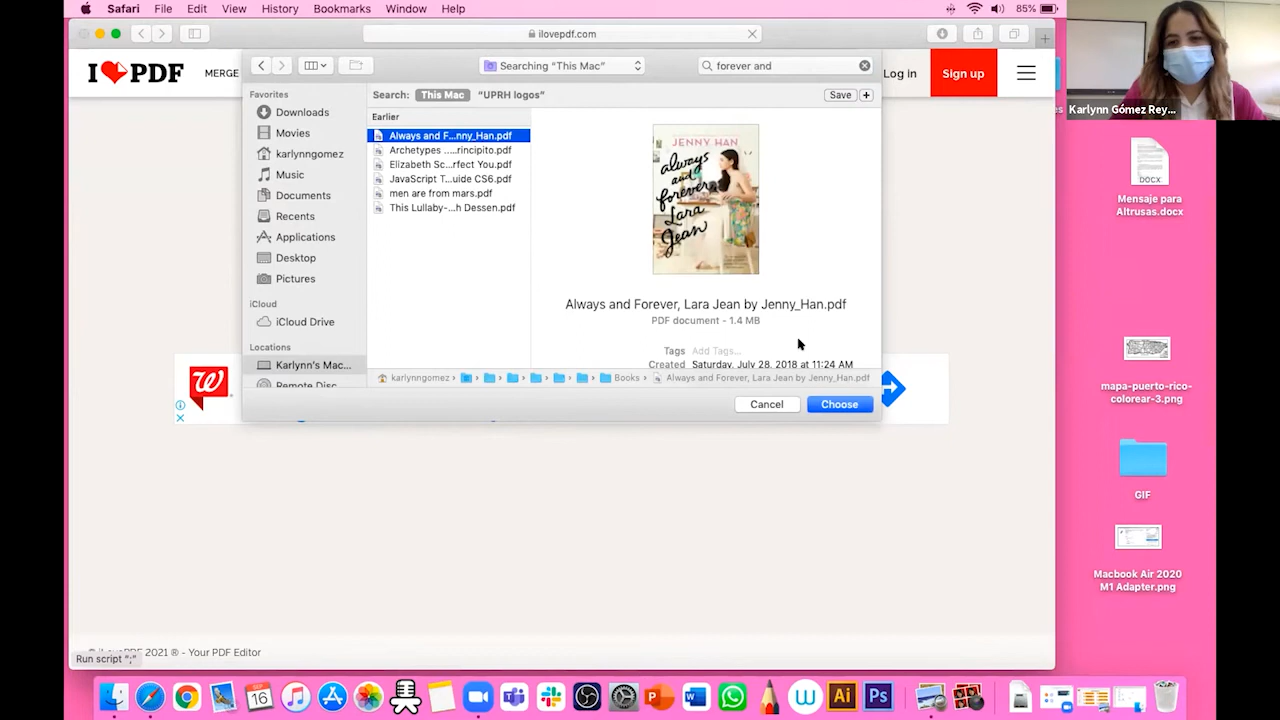 Safari File Edit View History Bookmarks Window Help 85%
ilovepdf.com
I PDF MERGE Log in Sign up
Searching “This Mac” forever and
Search: This Mac “UPRH logos” Save +
Favorites
Downloads
Movies
karlynngomez
Music
Documents
Recents
Applications
Desktop
Pictures
iCloud
iCloud Drive
Locations
Karlynn's Mac...
Remote Disc
Earlier
Always and F...nny_Han.pdf
Archetypes ....rincipito.pdf
Elizabeth Sc...rfect You.pdf
JavaScript T...uide CS6.pdf
men are from mars.pdf
This Lullaby-...h Dessen.pdf
JENNY HAN
always
and
forever,
Lara
Jean
Always and Forever, Lara Jean by Jenny_Han.pdf
PDF document - 1.4 MB
Tags Add Tags...
Created Saturday, July 28, 2018 at 11:24 AM
karlynngomez Books Always and Forever, Lara Jean by Jenny_Han.pdf
Cancel Choose
W
© iLovePDF 2021 ® - Your PDF Editor
Run script “;”
Karlynn Gómez Rey...
DOCX
Mensaje para
Altrusas.docx
mapa-puerto-rico-
colorear-3.png
GIF
Macbook Air 2020
M1 Adapter.png
16
W
Ai
Ps